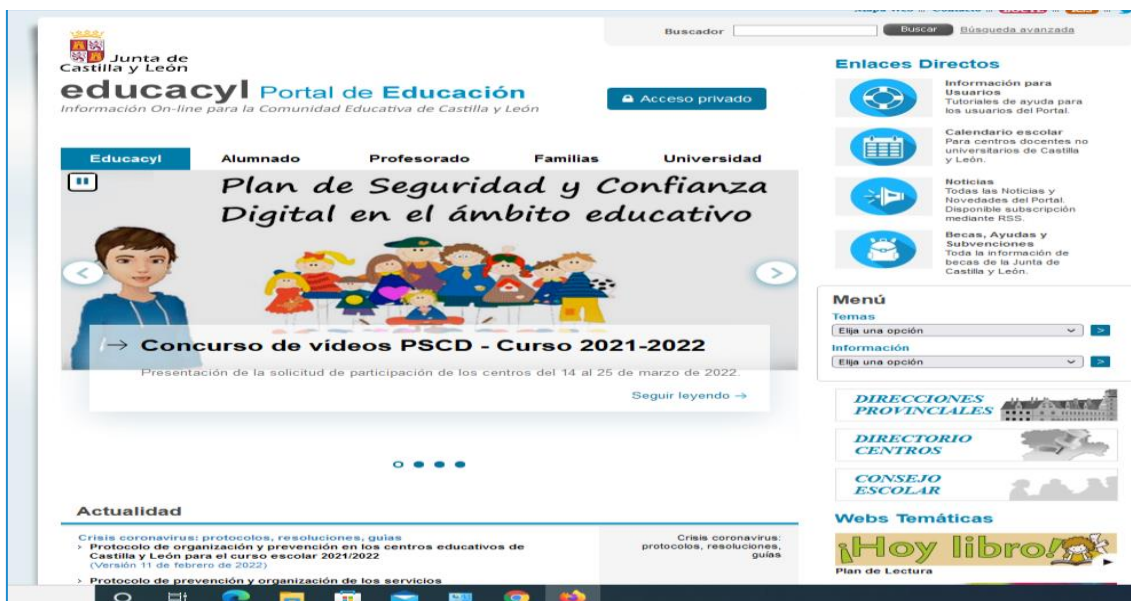 Mapa Web
Contacto
Buscador
Buscar
Búsqueda avanzada
Junta de
Castilla y León
educacyl Portal de Educación
Información On-line para la Comunidad Educativa de Castilla y León
Acceso privado
Educacyl
Alumnado
Profesorado
Familias
Universidad
Plan de Seguridad y Confianza
Digital en el ámbito educativo
→ Concurso de vídeos PSCD - Curso 2021-2022
Presentación de la solicitud de participación de los centros del 14 al 25 de marzo de 2022.
Seguir leyendo →
Actualidad
Crisis coronavirus: protocolos, resoluciones, guías
› Protocolo de organización y prevención en los centros educativos de
Castilla y León para el curso escolar 2021/2022
(Versión 11 de febrero de 2022)
› Protocolo de prevención y organización de los servicios
Crisis coronavirus:
protocolos, resoluciones,
guías
Enlaces Directos
Información para
Usuarios
Tutoriales de ayuda para
los usuarios del Portal.
Calendario escolar
Para centros docentes no
universitarios de Castilla
y León.
Noticias
Todas las Noticias y
Novedades del Portal.
Disponible subscripción
mediante RSS.
Becas, Ayudas y
Subvenciones
Toda la información de
becas de la Junta de
Castilla y León.
Menú
Temas
Elija una opción
>
Información
Elija una opción
>
DIRECCIONES
PROVINCIALES
DIRECTORIO
CENTROS
CONSEJO
ESCOLAR
Webs Temáticas
¡Hoy libro!
Plan de Lectura